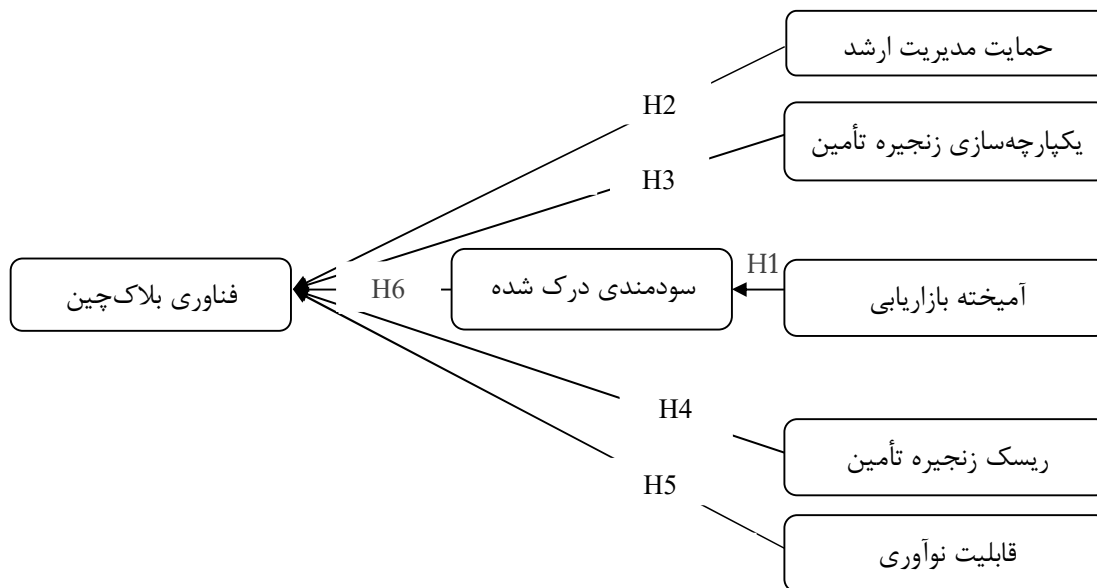 حمایت مدیریت ارشد
H2
یکپارچه‌سازی زنجیره تأمین
H3
آمیخته بازاریابی
H1
سودمندی درک شده
H6
فناوری بلاک‌چین
H4
ریسک زنجیره تأمین
H5
قابلیت نوآوری